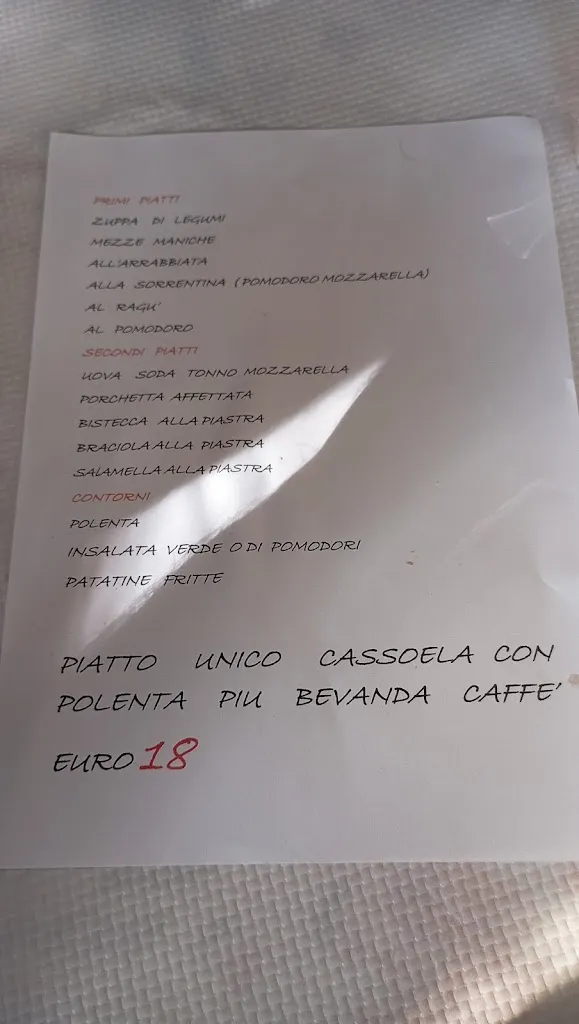 PRIMI PIATTI
ZUPPA DI LEGUMI
MEZZE MANICHE
ALL'ARRABBIATA
ALLA SORRENTINA (POMODORO MOZZARELLA)
AL RAGU'
AL POMODORO
SECONDI PIATTI
UOVA SODA TONNO MOZZARELLA
PORCHETTA AFFETTATA
BISTECCA ALLA PIASTRA
BRACIOLA ALLA PIASTRA
SALAMELLA ALLA PIASTRA
CONTORNI
POLENTA
INSALATA VERDE O DI POMODORI
PATATINE FRITTE
PIATTO UNICO CASSOELA CON
POLENTA PIU BEVANDA CAFFE'
EURO 18